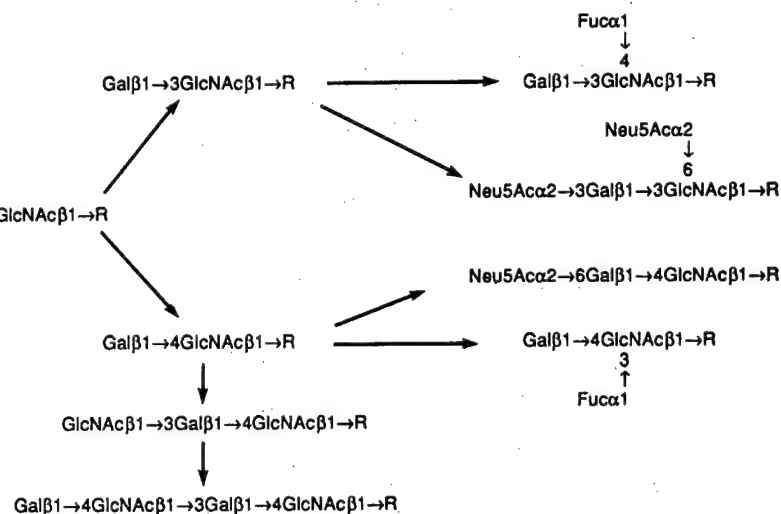 Fucα1
↓
4
Galβ1→3GlcNAcβ1→R
Galβ1→3GlcNAcβ1→R
Neu5Acα2
↓
6
Neu5Acα2→3Galβ1→3GlcNAcβ1→R
GlcNAcβ1→R
Neu5Acα2→6Galβ1→4GlcNAcβ1→R
Galβ1→4GlcNAcβ1→R
Galβ1→4GlcNAcβ1→R
3
↑
Fucα1
GlcNAcβ1→3Galβ1→4GlcNAcβ1→R
Galβ1→4GlcNAcβ1→3Galβ1→4GlcNAcβ1→R